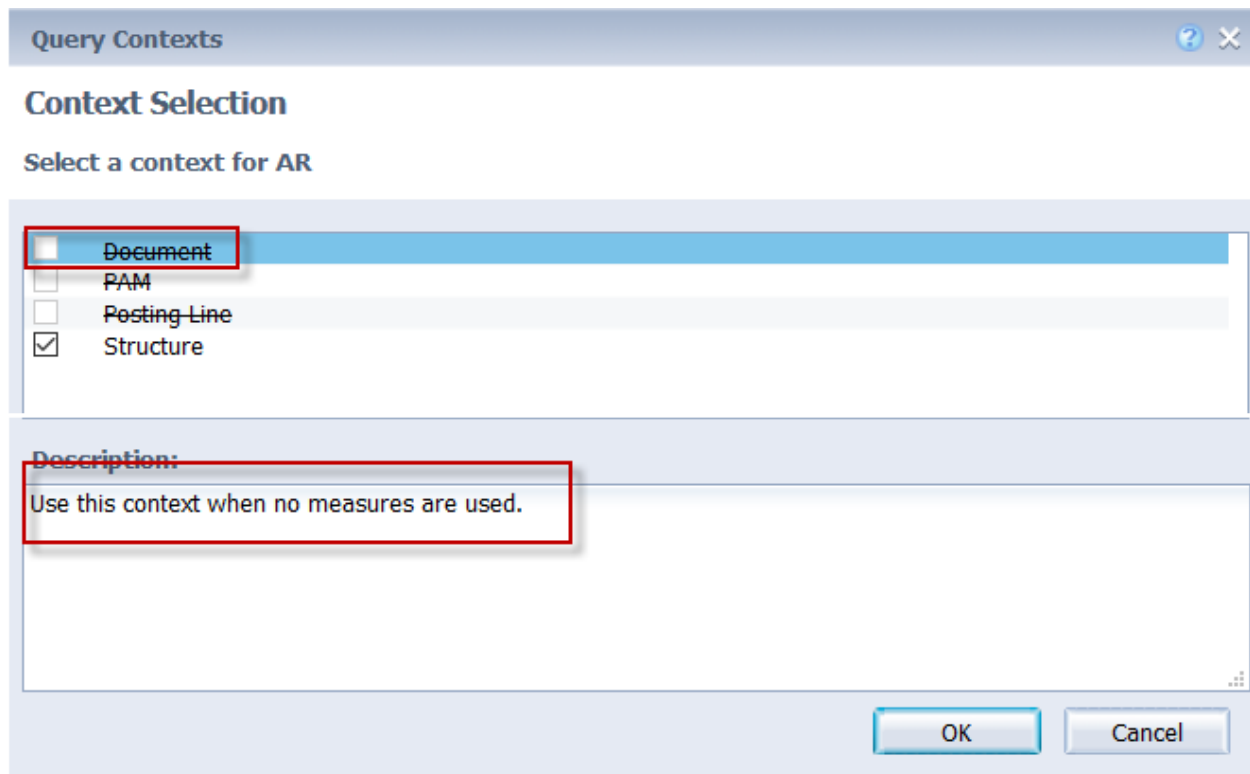 Query Contexts
Context Selection
Select a context for AR
Document
PAM
Posting Line
Structure
Description:
Use this context when no measures are used.
OK
Cancel